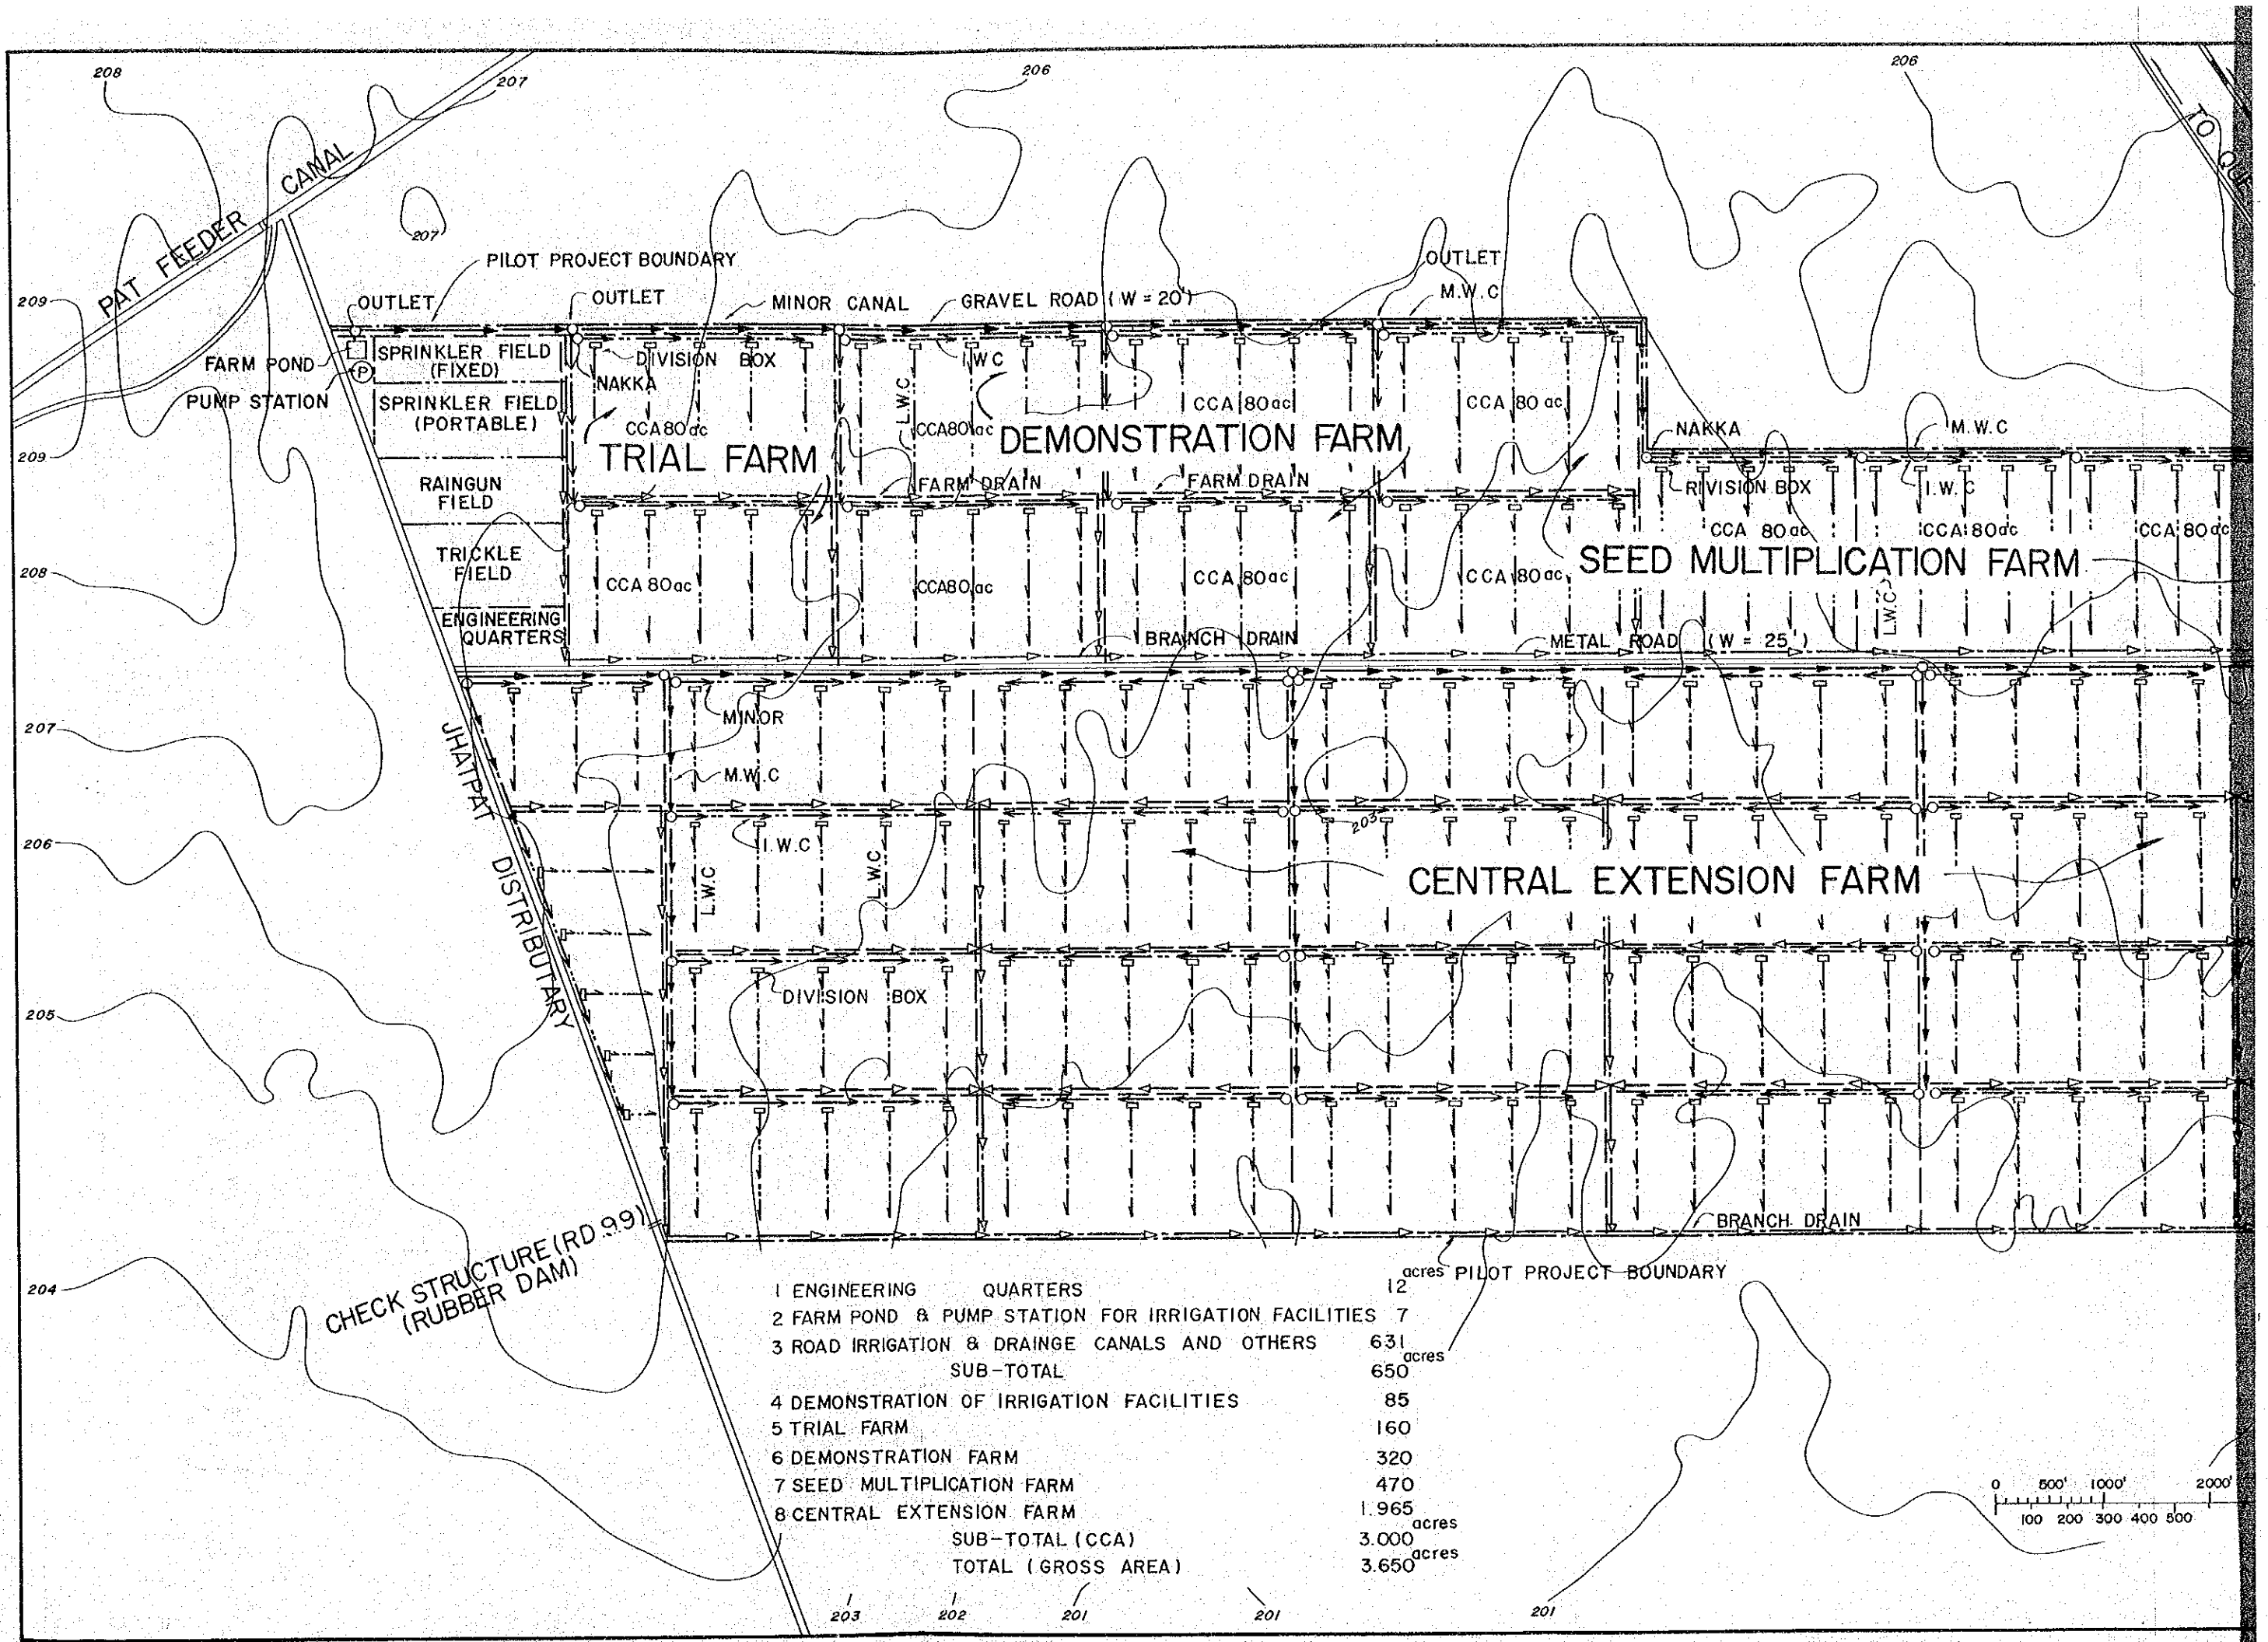 208
207
206
206
TO
PAT FEEDER CANAL
207
PILOT PROJECT BOUNDARY
OUTLET
209
OUTLET
OUTLET
MINOR CANAL
GRAVEL ROAD (W = 20')
M.W.C
FARM POND
SPRINKLER FIELD
(FIXED)
DIVISION BOX
I.W.C
P
NAKKA
PUMP STATION
SPRINKLER FIELD
(PORTABLE)
L.W.C
CCA 80 ac
CCA 80 ac
CCA 80 ac
CCA 80 ac
NAKKA
M.W.C
TRIAL FARM
DEMONSTRATION FARM
209
RAINGUN
FIELD
FARM DRAIN
FARM DRAIN
RIVISION BOX
I.W.C
CCA 80 ac
CCA 80 ac
CCA 80 ac
TRICKLE
FIELD
SEED MULTIPLICATION FARM
208
CCA 80 ac
CCA 80 ac
CCA 80 ac
CCA 80 ac
L.W.C
ENGINEERING
QUARTERS
BRAINCH DRAIN
METAL ROAD (W = 25')
207
MINOR
JHATPAT DISTRIBUTARY
M.W.C
203
206
I.W.C
L.W.C
L.W.C
CENTRAL EXTENSION FARM
DIVISION BOX
205
BRANCH DRAIN
CHECK STRUCTURE (RD 9.9)
(RUBBER DAM)
204
PILOT PROJECT BOUNDARY
acres
1 ENGINEERING QUARTERS 12
2 FARM POND & PUMP STATION FOR IRRIGATION FACILITIES 7
3 ROAD IRRIGATION & DRAINGE CANALS AND OTHERS 631
SUB-TOTAL 650 acres
4 DEMONSTRATION OF IRRIGATION FACILITIES 85
5 TRIAL FARM 160
6 DEMONSTRATION FARM 320
7 SEED MULTIPLICATION FARM 470
8 CENTRAL EXTENSION FARM 1.965
SUB-TOTAL (CCA) 3.000 acres
TOTAL (GROSS AREA) 3.650 acres
0 500' 1000' 2000'
100 200 300 400 500
203
202
201
201
201